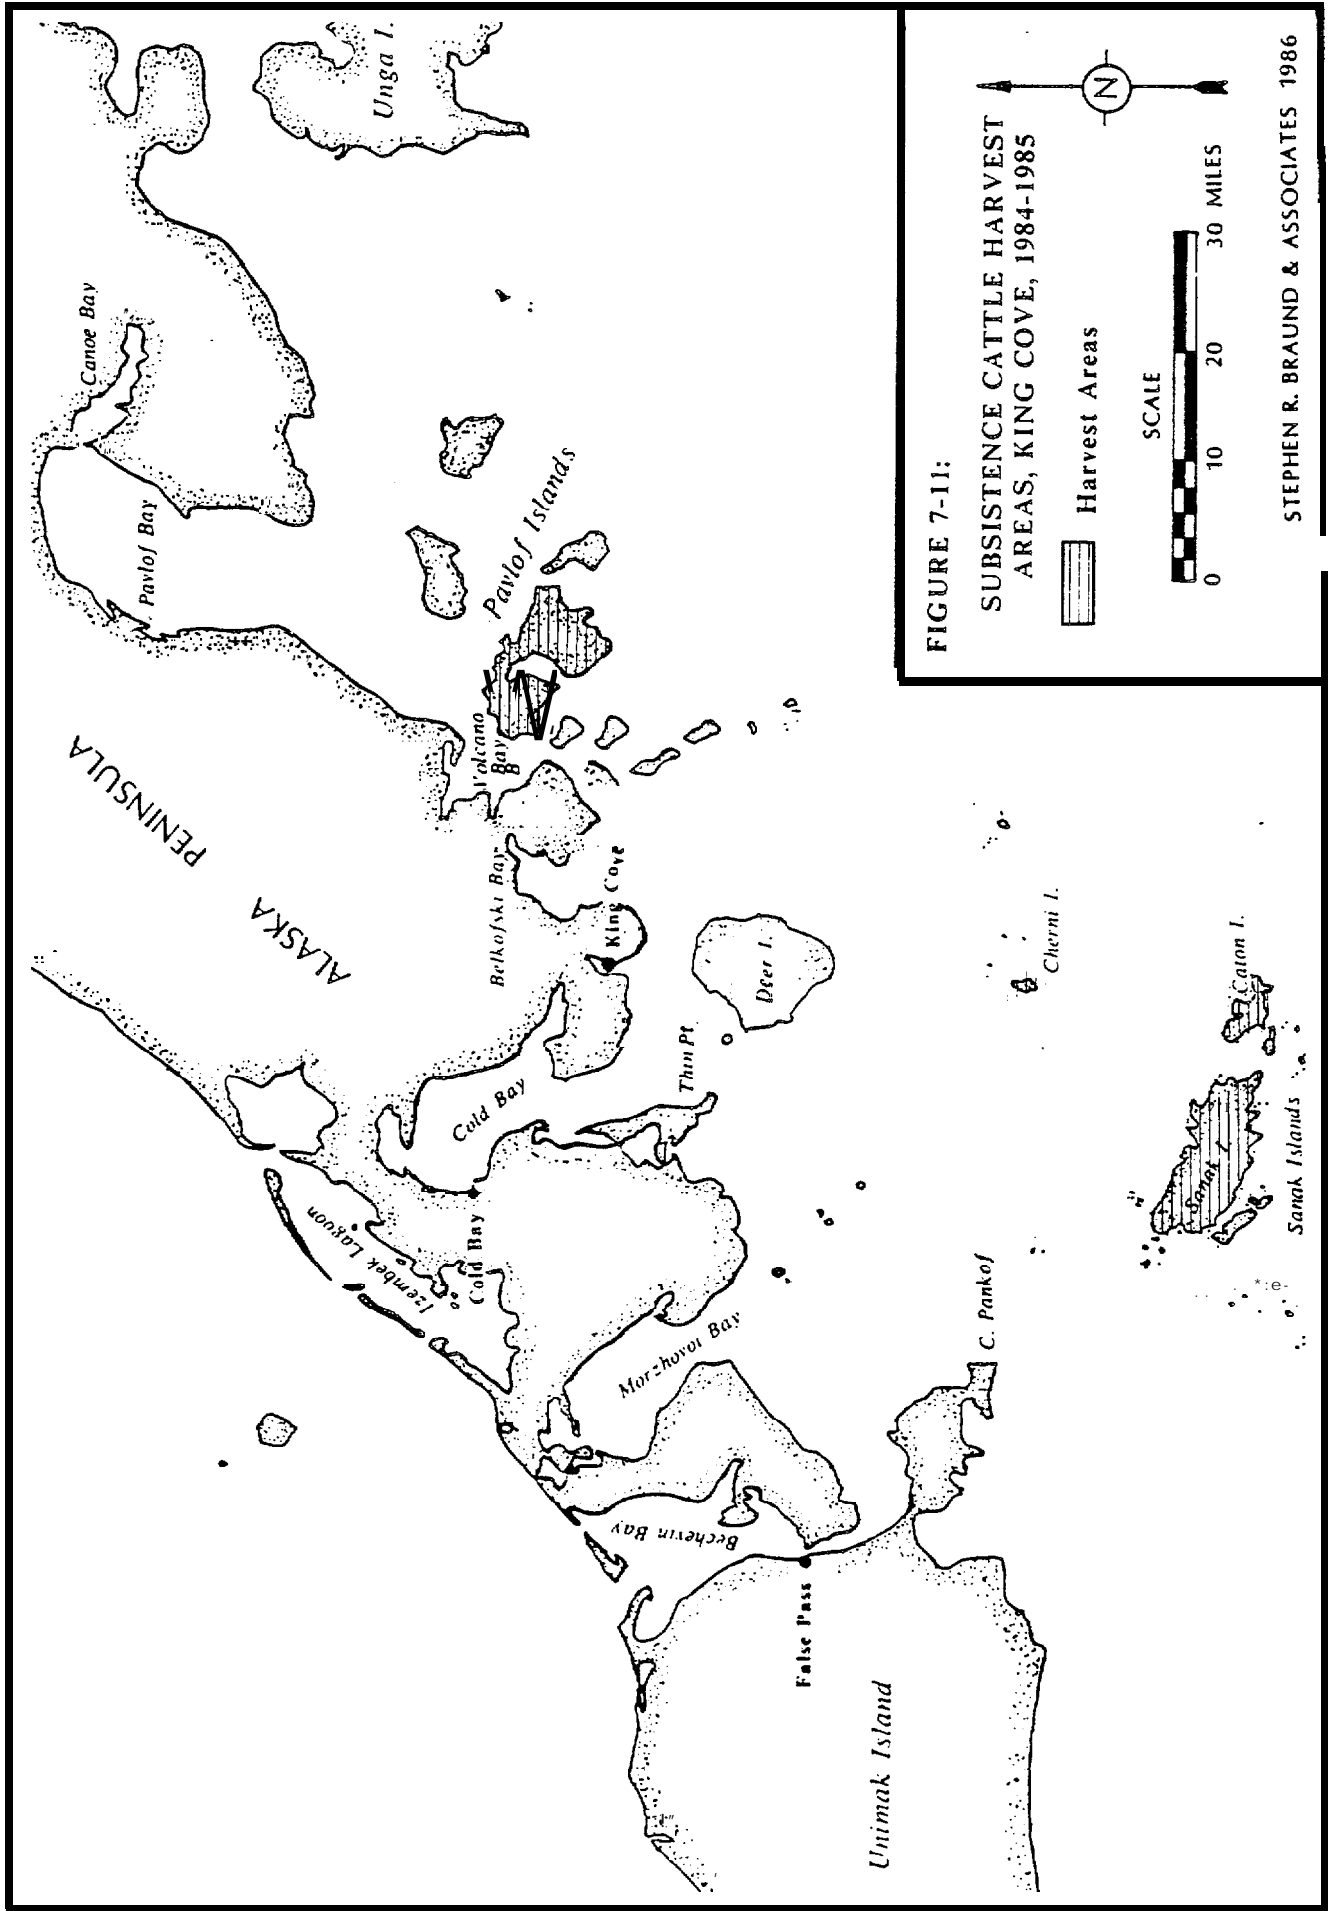 Unga I.
Canoe Bay
Pavlof Bay
Pavlof Islands
Volcano
Bay
B
PENINSULA
ALASKA
Belkofski Bay
King Cove
Deer I.
Thin Pt
Cold Bay
Cold Bay
Izembek Lagoon
Morzhovoi Bay
Bechevin Bay
False Pass
Unimak Island
C. Pankof
Cherni I.
Caton I.
Sanak I.
Sanak Islands
*:e-
FIGURE 7-11:
SUBSISTENCE CATTLE HARVEST
AREAS, KING COVE, 1984-1985
Harvest Areas
N
SCALE
0 10 20 30 MILES
STEPHEN R. BRAUND & ASSOCIATES 1986